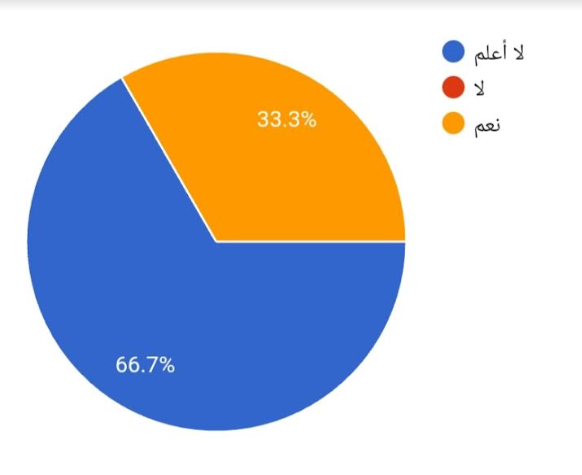 لا أعلم
لا
نعم
33.3%
66.7%